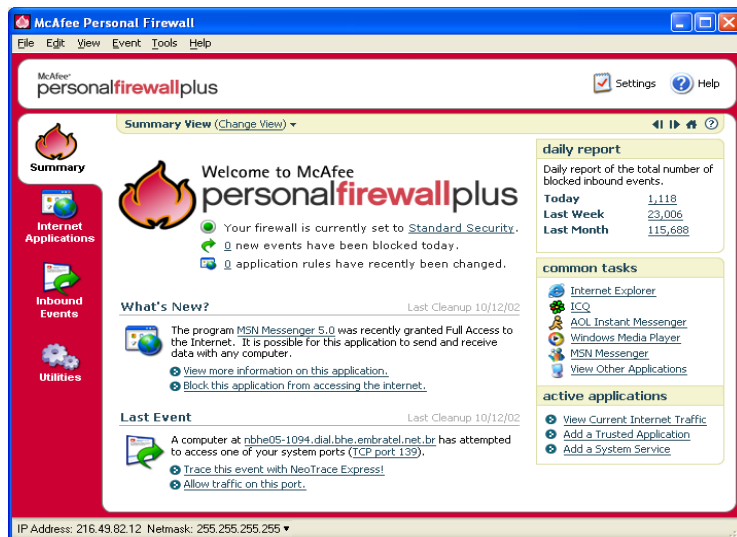 McAfee Personal Firewall
File Edit View Event Tools Help
McAfee
personalfirewallplus
Settings
Help
Summary
Internet
Applications
Inbound
Events
Utilities
Summary View (Change View)
Welcome to McAfee
personalfirewallplus
Your firewall is currently set to Standard Security.
0 new events have been blocked today.
0 application rules have recently been changed.
What's New?
Last Cleanup 10/12/02
The program MSN Messenger 5.0 was recently granted Full Access to
the Internet. It is possible for this application to send and receive
data with any computer.
View more information on this application.
Block this application from accessing the internet.
Last Event
Last Cleanup 10/12/02
A computer at nbhe05-1094.dial.bhe.embratel.net.br has attempted
to access one of your system ports (TCP port 139).
Trace this event with NeoTrace Express!
Allow traffic on this port.
daily report
Daily report of the total number of
blocked inbound events.
Today 1,118
Last Week 23,006
Last Month 115,688
common tasks
Internet Explorer
ICQ
AOL Instant Messenger
Windows Media Player
MSN Messenger
View Other Applications
active applications
View Current Internet Traffic
Add a Trusted Application
Add a System Service
IP Address: 216.49.82.12 Netmask: 255.255.255.255